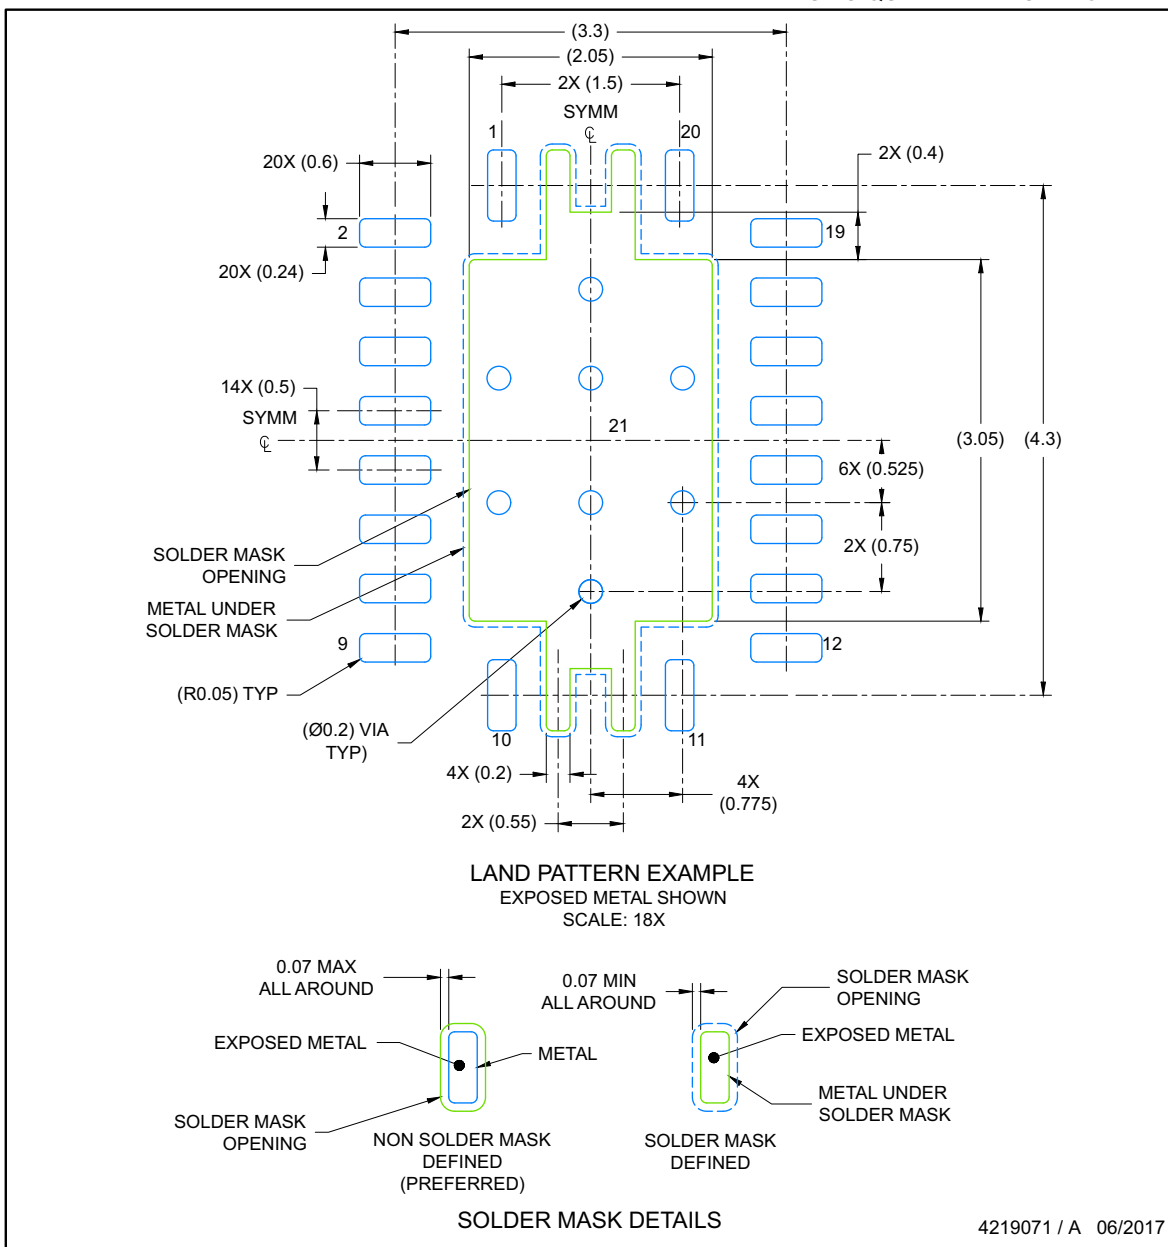 (3.3)
(2.05)
2X (1.5)
SYMM
℄
1
20
2X (0.4)
20X (0.6)
2
19
20X (0.24)
14X (0.5)
SYMM
℄
21
(3.05)
(4.3)
6X (0.525)
2X (0.75)
SOLDER MASK
OPENING
METAL UNDER
SOLDER MASK
9
12
(R0.05) TYP
(Ø0.2) VIA
TYP)
10
11
4X (0.2)
4X
(0.775)
2X (0.55)
LAND PATTERN EXAMPLE
EXPOSED METAL SHOWN
SCALE: 18X
0.07 MAX
ALL AROUND
EXPOSED METAL
METAL
SOLDER MASK
OPENING
NON SOLDER MASK
DEFINED
(PREFERRED)
0.07 MIN
ALL AROUND
SOLDER MASK
OPENING
EXPOSED METAL
METAL UNDER
SOLDER MASK
SOLDER MASK
DEFINED
SOLDER MASK DETAILS
4219071 / A 06/2017